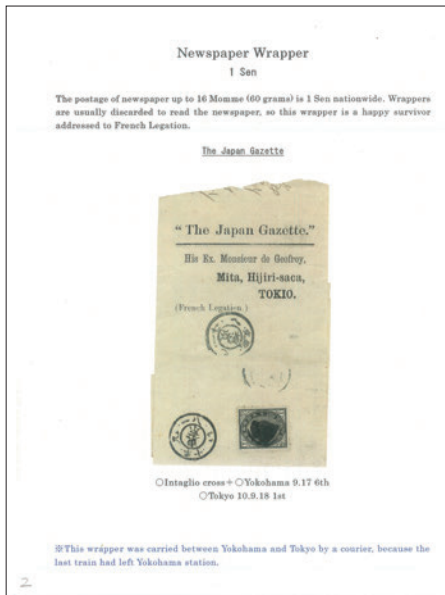 Newspaper Wrapper
1 Sen
The postage of newspaper up to 16 Momme (60 grams) is 1 Sen nationwide. Wrappers
are usually discarded to read the newspaper, so this wrapper is a happy survivor
addressed to French Legation.
The Japan Gazette
"The Japan Gazette."
His Ex. Monsieur de Geofroy,
Mita, Hijiri-saca,
TOKIO.
(French Legation)
○Intaglio cross+○Yokohama 9.17 6th
○Tokyo 10.9.18 1st
※This wrapper was carried between Yokohama and Tokyo by a courier, because the
last train had left Yokohama station.
2